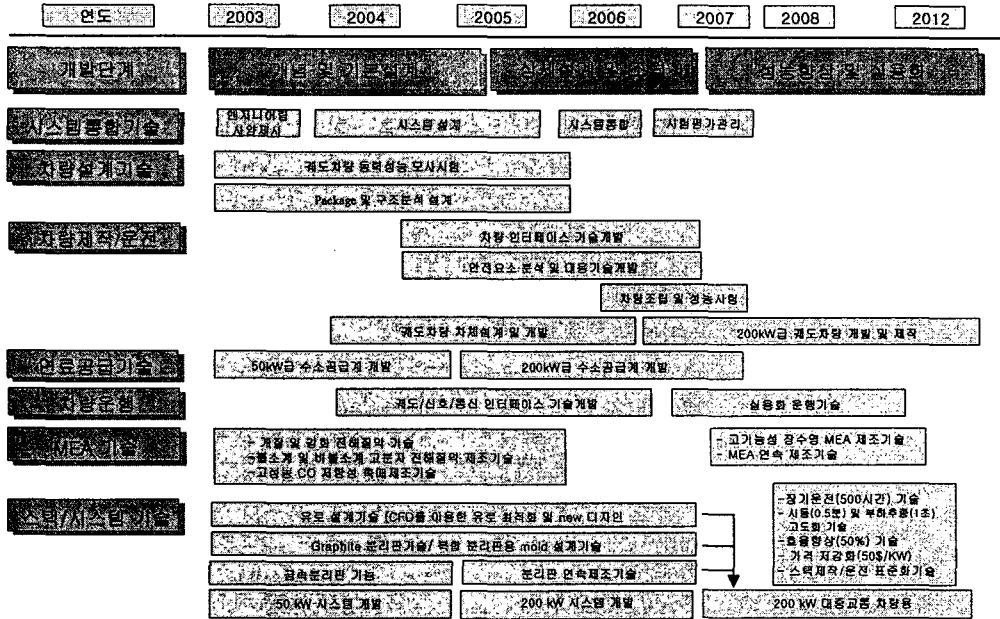 연도 2003 2004 2005 2006 2007 2008 2012
개발단계 개념 및 기본설계 성능향상 및 실용화
시스템통합기술 엔지니어링 시스템 설계 시스템통합 시험평가관리
사양제시
차량설계기술 궤도차량 동력성능 모사시험
Package 및 구조분석 설계
차량제작/운전 차량 인터페이스 기술개발
안전요소 분석 및 대응기술개발
차량조립 및 성능시험
궤도차량 차체설계 및 개발 200kW급 궤도차량 개발 및 제작
연료공급기술 50kW급 수소공급계 개발 200kW급 수소공급계 개발
차량운행 궤도/신호/통신 인터페이스 기술개발 실용화 운행기술
MEA 기술 - 개질 및 강화 전해질막 기술
-불소계 및 비불소계 고분자 전해질막 제조기술
-고성능 CO 저항성 촉매제조기술
- 고기능성 장수명 MEA 제조기술
- MEA 연속 제조기술
스택/시스템 기술 유로 설계기술 (CFD를 이용한 유로 최적화 및 new 디자인
Graphite 분리판기술/ 복합 분리판용 mold 설계기술
금속분리판 기술 분리판 연속제조기술
50 kW 시스템 개발 200 kW 시스템 개발 200 kW 대중교통 차량용
-장기운전(500시간) 기술
- 시동(0.5분) 및 부하추종(1초)
고도화 기술
-효율향상(50%) 기술
- 가격 저감화(50$/KW)
- 스택제작/운전 표준화기술